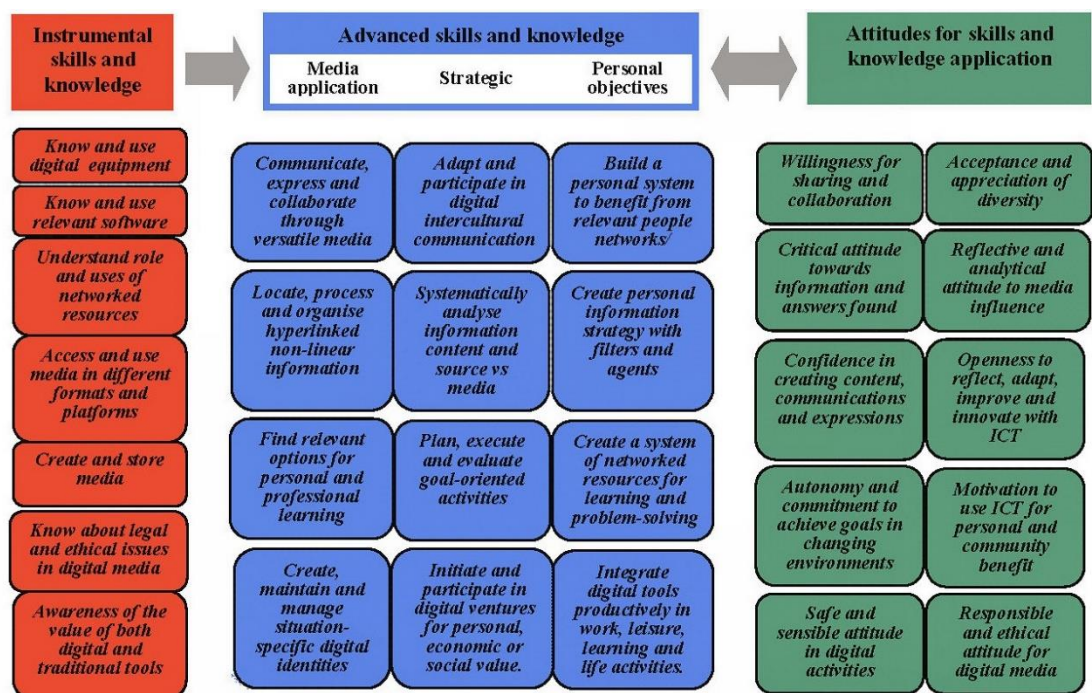 Instrumental
skills and
knowledge
Advanced skills and knowledge
Media
application
Strategic
Personal
objectives
Attitudes for skills and
knowledge application
Know and use
digital equipment
Know and use
relevant software
Understand role
and uses of
networked
resources
Access and use
media in different
formats and
platforms
Create and store
media
Know about legal
and ethical issues
in digital media
Awareness of the
value of both
digital and
traditional tools
Communicate,
express and
collaborate
through
versatile media
Adapt and
participate in
digital
intercultural
communication
Build a
personal system
to benefit from
relevant people
networks/
Locate, process
and organise
hyperlinked
non-linear
information
Systematically
analyse
information
content and
source vs
media
Create personal
information
strategy with
filters and
agents
Find relevant
options for
personal and
professional
learning
Plan, execute
and evaluate
goal-oriented
activities
Create a system
of networked
resources for
learning and
problem-solving
Create,
maintain and
manage
situation-
specific digital
identities
Initiate and
participate in
digital ventures
for personal,
economic or
social value.
Integrate
digital tools
productively in
work, leisure,
learning and
life activities.
Willingness for
sharing and
collaboration
Acceptance and
appreciation of
diversity
Critical attitude
towards
information and
answers found
Reflective and
analytical
attitude to media
influence
Confidence in
creating content,
communications
and expressions
Openness to
reflect, adapt,
improve and
innovate with
ICT
Autonomy and
commitment to
achieve goals in
changing
environments
Motivation to
use ICT for
personal and
community
benefit
Safe and
sensible attitude
in digital
activities
Responsible
and ethical
attitude for
digital media